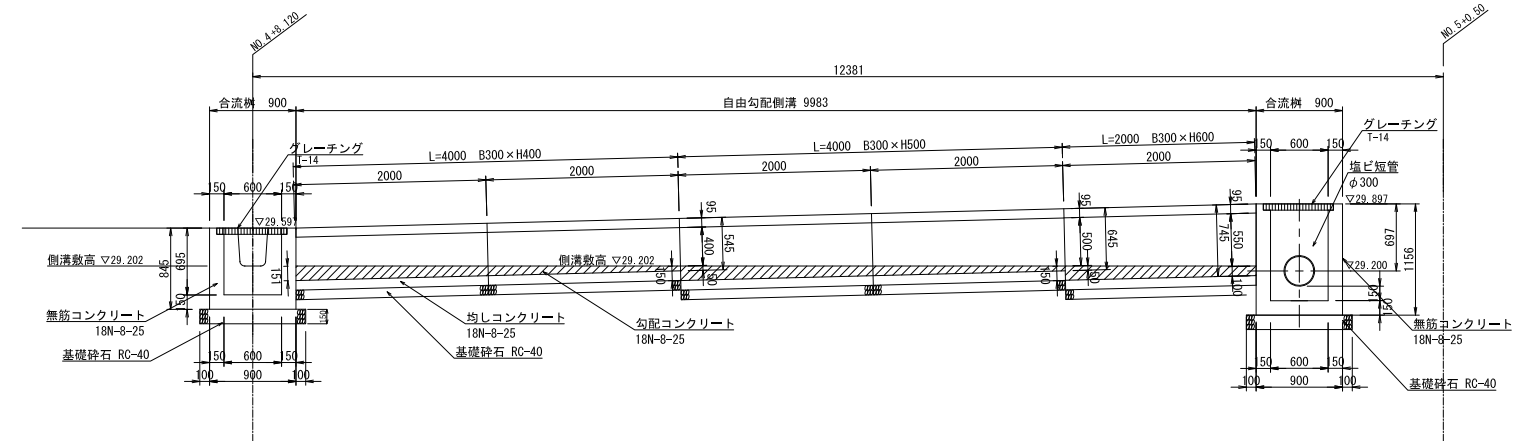 NO.4+8.120
NO.5+0.50
12381
合流桝 900
自由勾配側溝 9983
合流桝 900
グレーチング
T-14
L=4000 B300×H400
L=4000 B300×H500
L=2000 B300×H600
グレーチング
T-14
2000
2000
2000
2000
2000
150
600
150
150
600
150
塩ビ短管
φ300
▽29.597
▽29.897
95
400
545
95
500
645
95
550
745
697
1156
845
695
151
側溝敷高 ▽29.202
側溝敷高 ▽29.202
▽29.200
150
50
150
50
100
150
150
150
150
無筋コンクリート
18N-8-25
均しコンクリート
18N-8-25
勾配コンクリート
18N-8-25
無筋コンクリート
18N-8-25
基礎砕石 RC-40
基礎砕石 RC-40
基礎砕石 RC-40
150
600
150
100
900
100
150
600
150
100
900
100